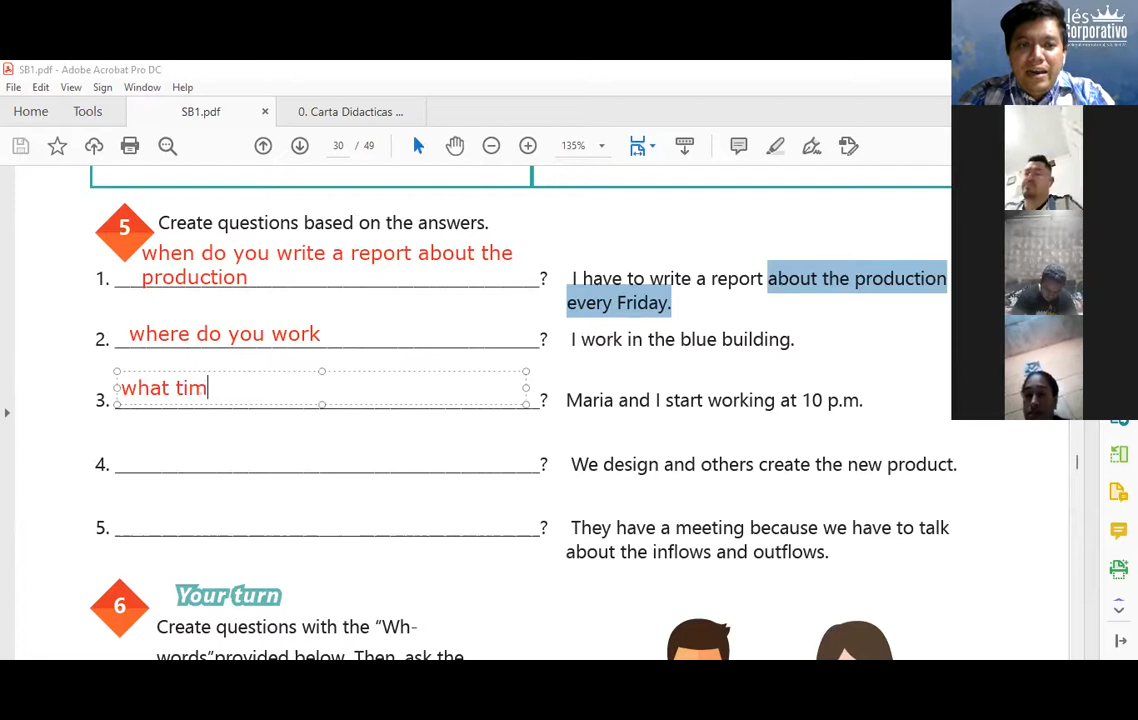 lés
Corporativo
SB1.pdf - Adobe Acrobat Pro DC
File Edit View Sign Window Help
Home Tools SB1.pdf × 0. Carta Didacticas ...
30 / 49 135%
5 Create questions based on the answers.
when do you write a report about the
production
1. ? I have to write a report about the production
every Friday.
where do you work
2. ? I work in the blue building.
what tim
3. ? Maria and I start working at 10 p.m.
4. ? We design and others create the new product.
5. ? They have a meeting because we have to talk
about the inflows and outflows.
6 Your turn
Create questions with the “Wh-
words”provided below. Then, ask the